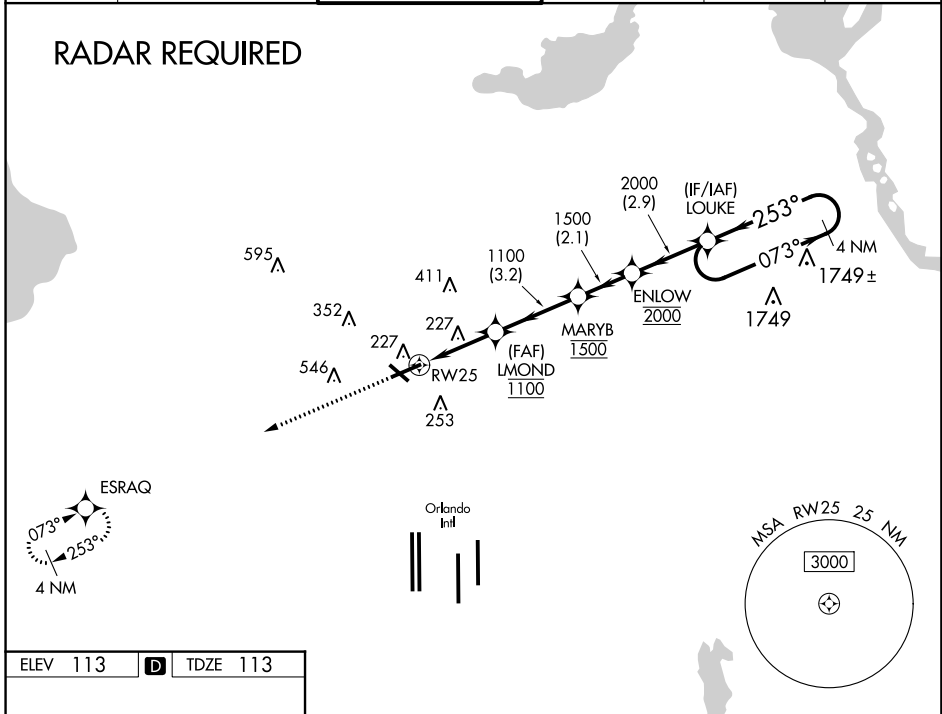 RADAR REQUIRED
2000
(2.9)
(IF/IAF)
LOUKE
253°
073°
4 NM
1749 ±
1749
1500
(2.1)
1100
(3.2)
ENLOW
2000
MARYB
1500
(FAF)
LMOND
1100
595
411
352
227
227
546
RW25
253
ESRAQ
073°
253°
4 NM
Orlando
Intl
MSA RW25 25 NM
3000
ELEV 113 D TDZE 113